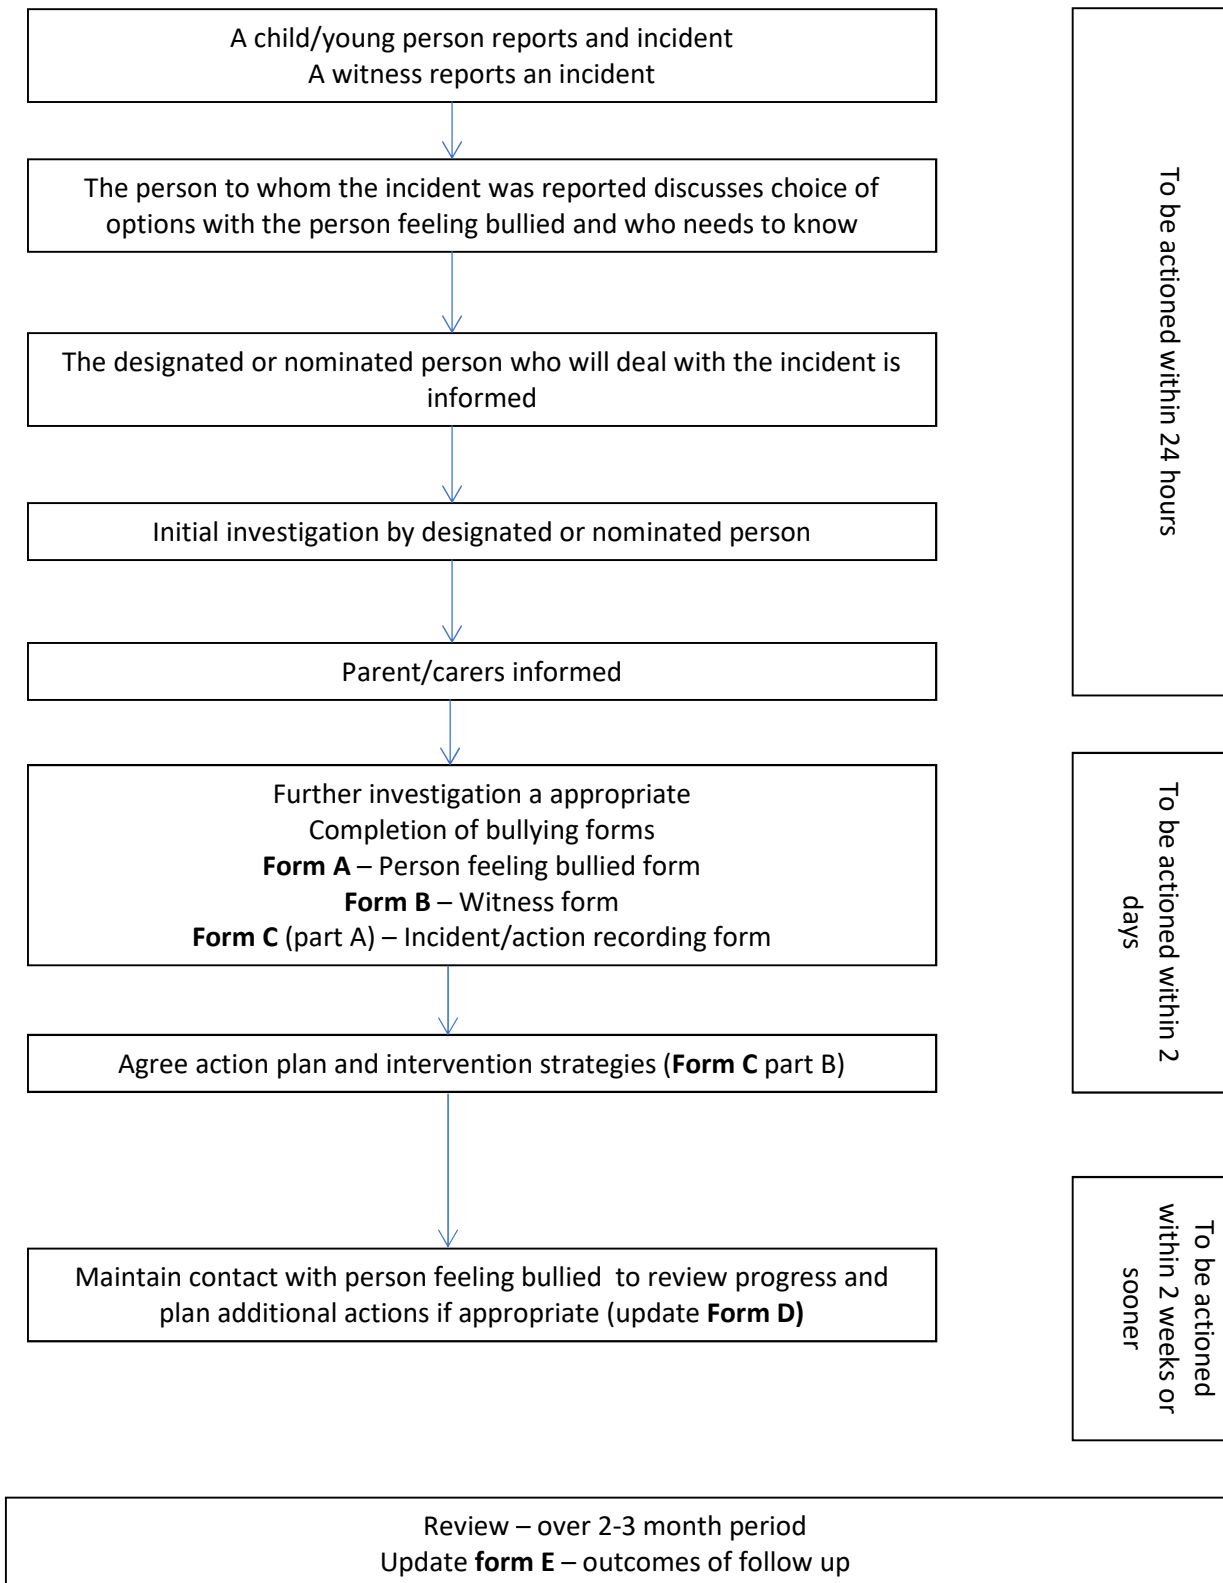 A child/young person reports and incident
A witness reports an incident
The person to whom the incident was reported discusses choice of
options with the person feeling bullied and who needs to know
The designated or nominated person who will deal with the incident is
informed
Initial investigation by designated or nominated person
Parent/carers informed
To be actioned within 24 hours
Further investigation a appropriate
Completion of bullying forms
Form A – Person feeling bullied form
Form B – Witness form
Form C (part A) – Incident/action recording form
Agree action plan and intervention strategies (Form C part B)
To be actioned within 2
days
Maintain contact with person feeling bullied  to review progress and
plan additional actions if appropriate (update Form D)
To be actioned
within 2 weeks or
sooner
Review – over 2-3 month period
Update form E – outcomes of follow up